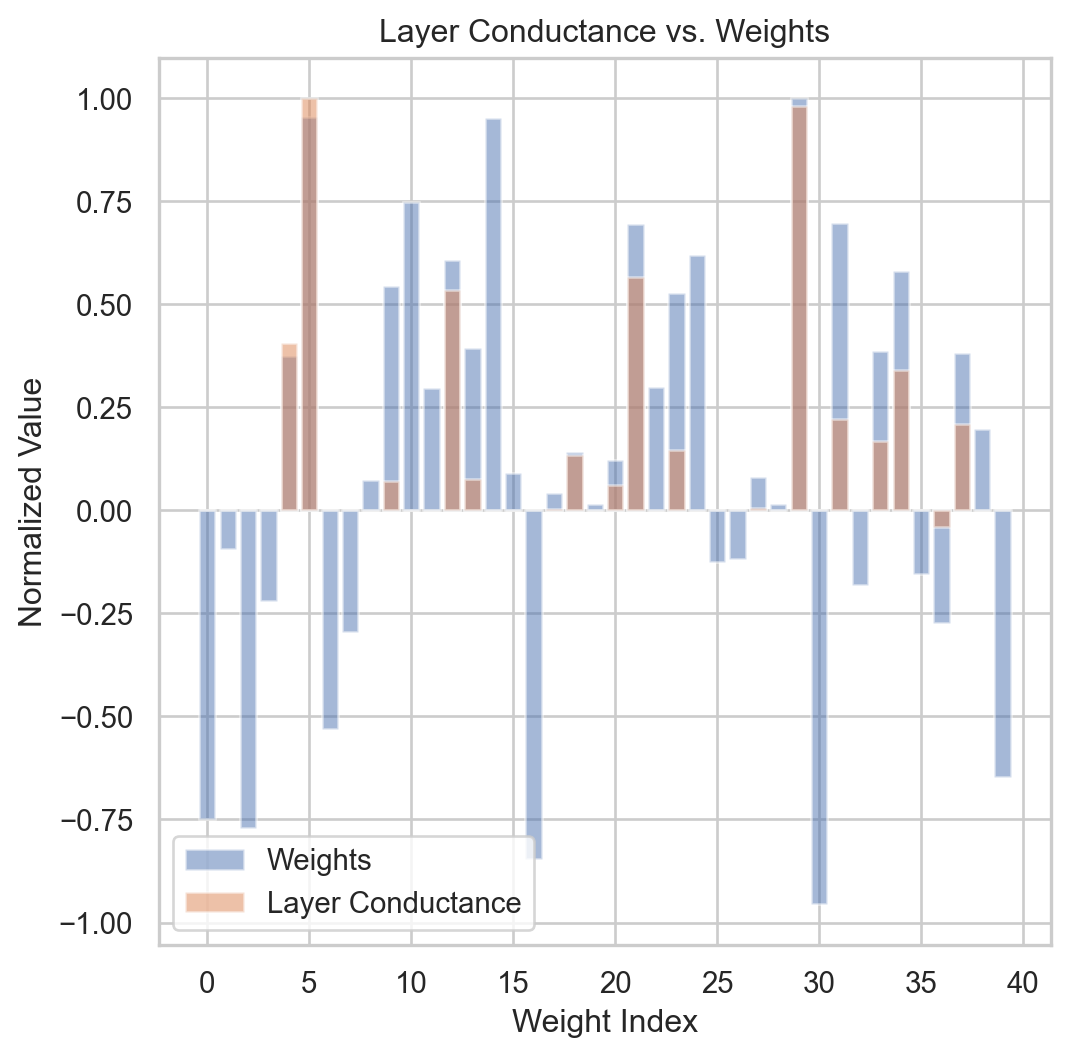 Layer Conductance vs. Weights
Normalized Value
1.00
0.75
0.50
0.25
0.00
−0.25
−0.50
−0.75
−1.00
Weights
Layer Conductance
0 5 10 15 20 25 30 35 40
Weight Index